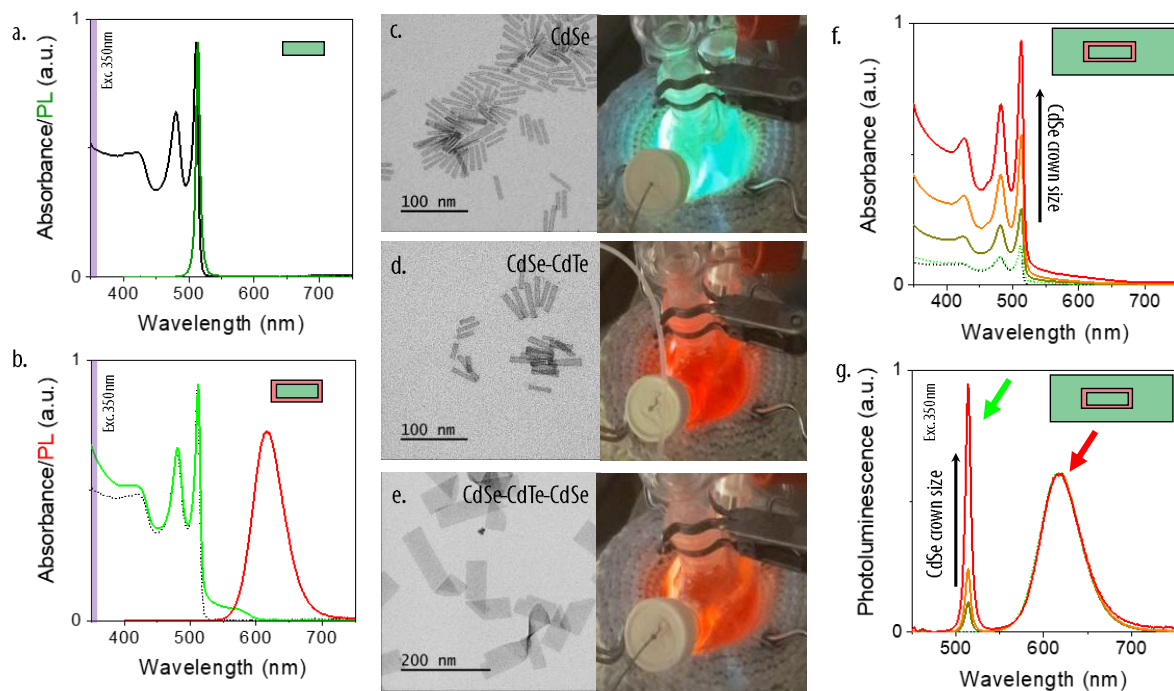 a.
Absorbance/PL (a.u.)
1
0
Exc. 350nm
400 500 600 700
Wavelength (nm)
b.
Absorbance/PL (a.u.)
1
0
Exc.350nm
400 500 600 700
Wavelength (nm)
c.
CdSe
100 nm
d.
CdSe-CdTe
100 nm
e.
CdSe-CdTe-CdSe
200 nm
f.
Absorbance (a.u.)
1
0
CdSe crown size
400 500 600 700
Wavelength (nm)
g.
Photoluminescence (a.u.)
1
0
Exc.350nm
CdSe crown size
500 600 700
Wavelength (nm)